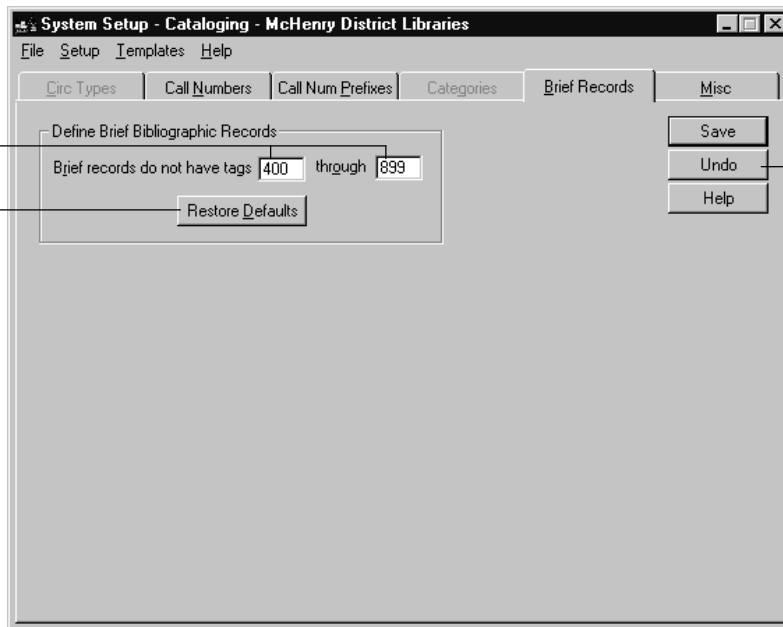 System Setup - Cataloging - McHenry District Libraries
File Setup Templates Help
Circ Types Call Numbers Call Num Prefixes Categories Brief Records Misc
Define Brief Bibliographic Records
Brief records do not have tags 400 through 899
Restore Defaults
Save
Undo
Help